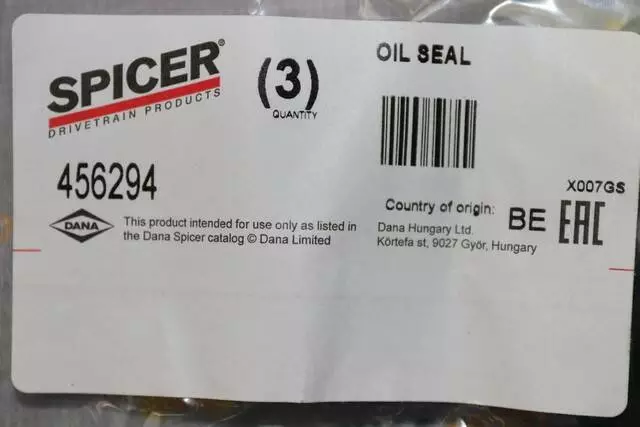 SPICER®
DRIVETRAIN PRODUCTS
(3)
QUANTITY
OIL SEAL
456294
X007GS
DANA
This product intended for use only as listed in
the Dana Spicer catalog © Dana Limited
Country of origin: BE
Dana Hungary Ltd.
Körtefa st, 9027 Győr, Hungary
EAC